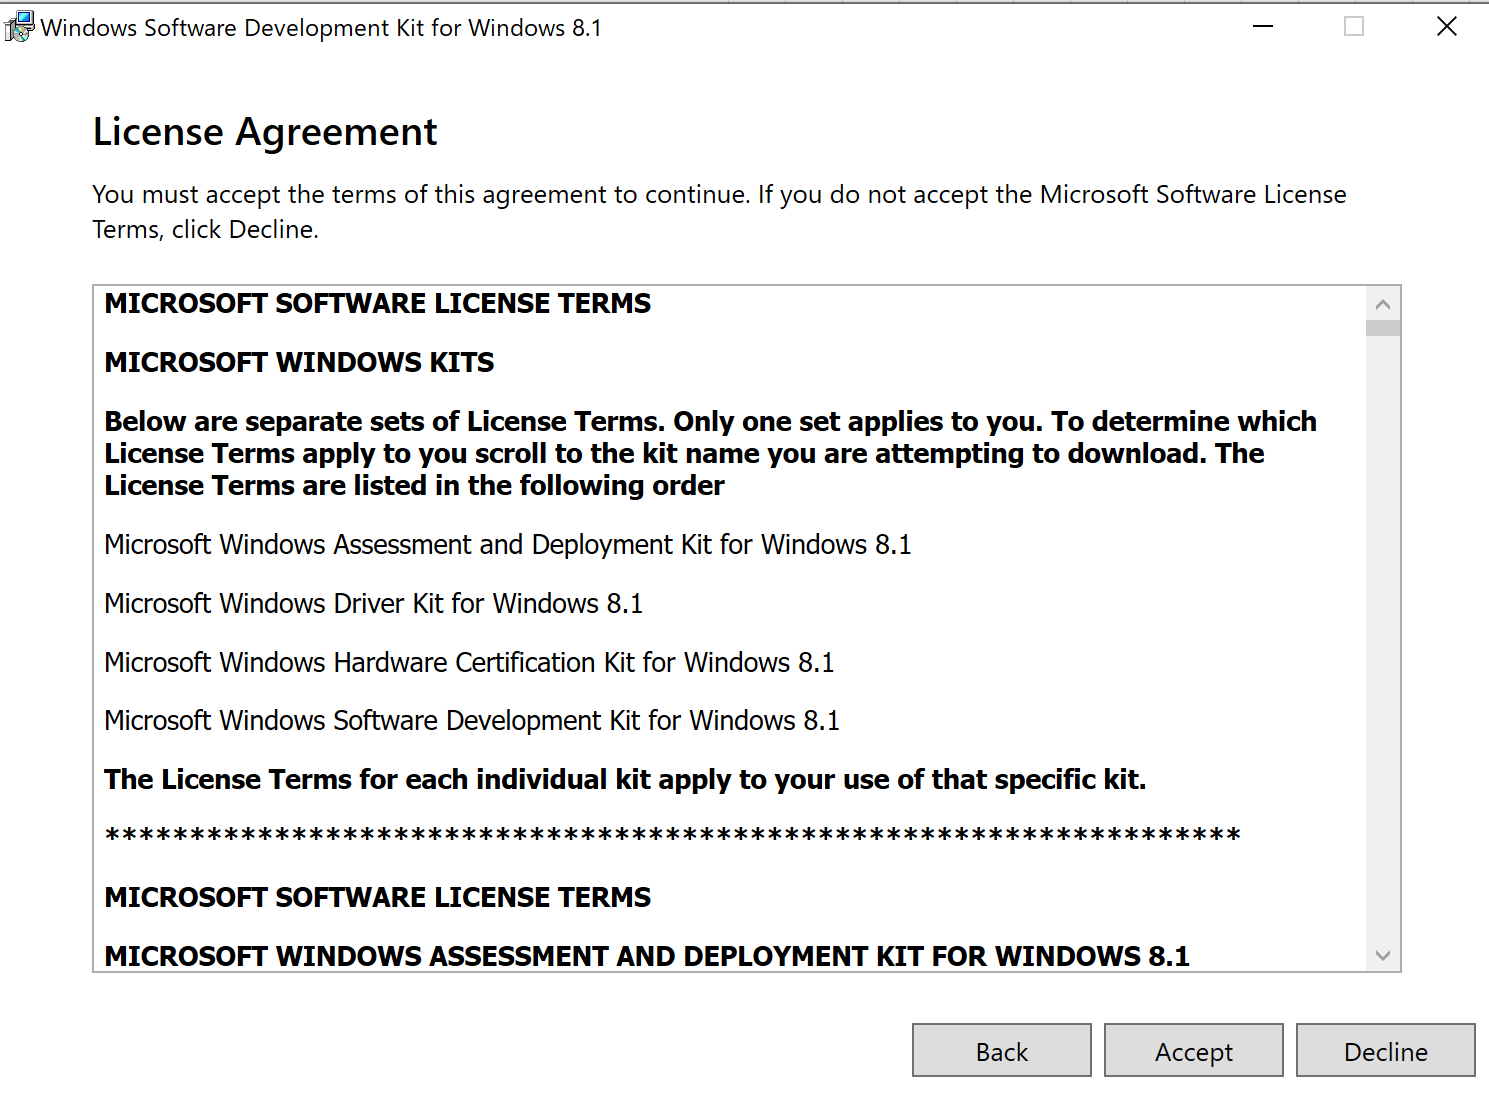 Windows Software Development Kit for Windows 8.1
License Agreement
You must accept the terms of this agreement to continue. If you do not accept the Microsoft Software License
Terms, click Decline.
MICROSOFT SOFTWARE LICENSE TERMS
MICROSOFT WINDOWS KITS
Below are separate sets of License Terms. Only one set applies to you. To determine which
License Terms apply to you scroll to the kit name you are attempting to download. The
License Terms are listed in the following order
Microsoft Windows Assessment and Deployment Kit for Windows 8.1
Microsoft Windows Driver Kit for Windows 8.1
Microsoft Windows Hardware Certification Kit for Windows 8.1
Microsoft Windows Software Development Kit for Windows 8.1
The License Terms for each individual kit apply to your use of that specific kit.
*******************************************************************
MICROSOFT SOFTWARE LICENSE TERMS
MICROSOFT WINDOWS ASSESSMENT AND DEPLOYMENT KIT FOR WINDOWS 8.1
Back Accept Decline